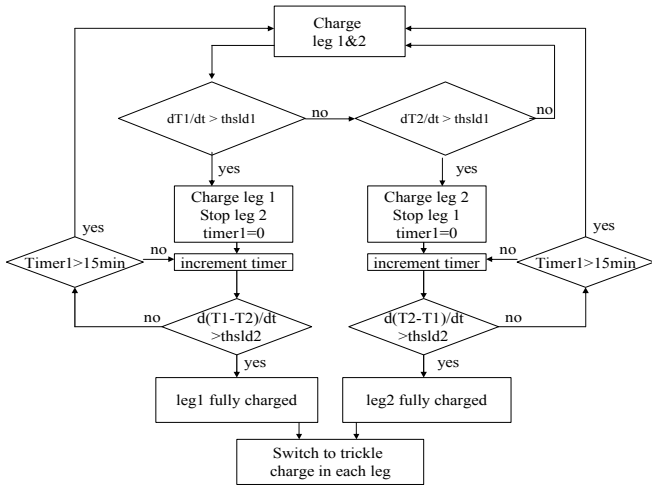 Charge
leg 1&2
dT1/dt > thsld1
no
dT2/dt > thsld1
no
yes
yes
Charge leg 1
Stop leg 2
timer1=0
Charge leg 2
Stop leg 1
timer1=0
yes
yes
Timer1>15min
no
increment timer
increment timer
no
Timer1>15min
no
d(T1-T2)/dt
>thsld2
d(T2-T1)/dt
>thsld2
no
yes
yes
leg1 fully charged
leg2 fully charged
Switch to trickle
charge in each leg